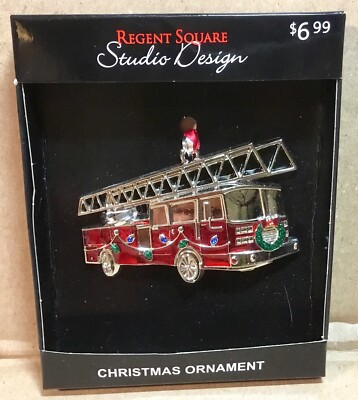 REGENT SQUARE
$6.99
Studio Design
CHRISTMAS ORNAMENT